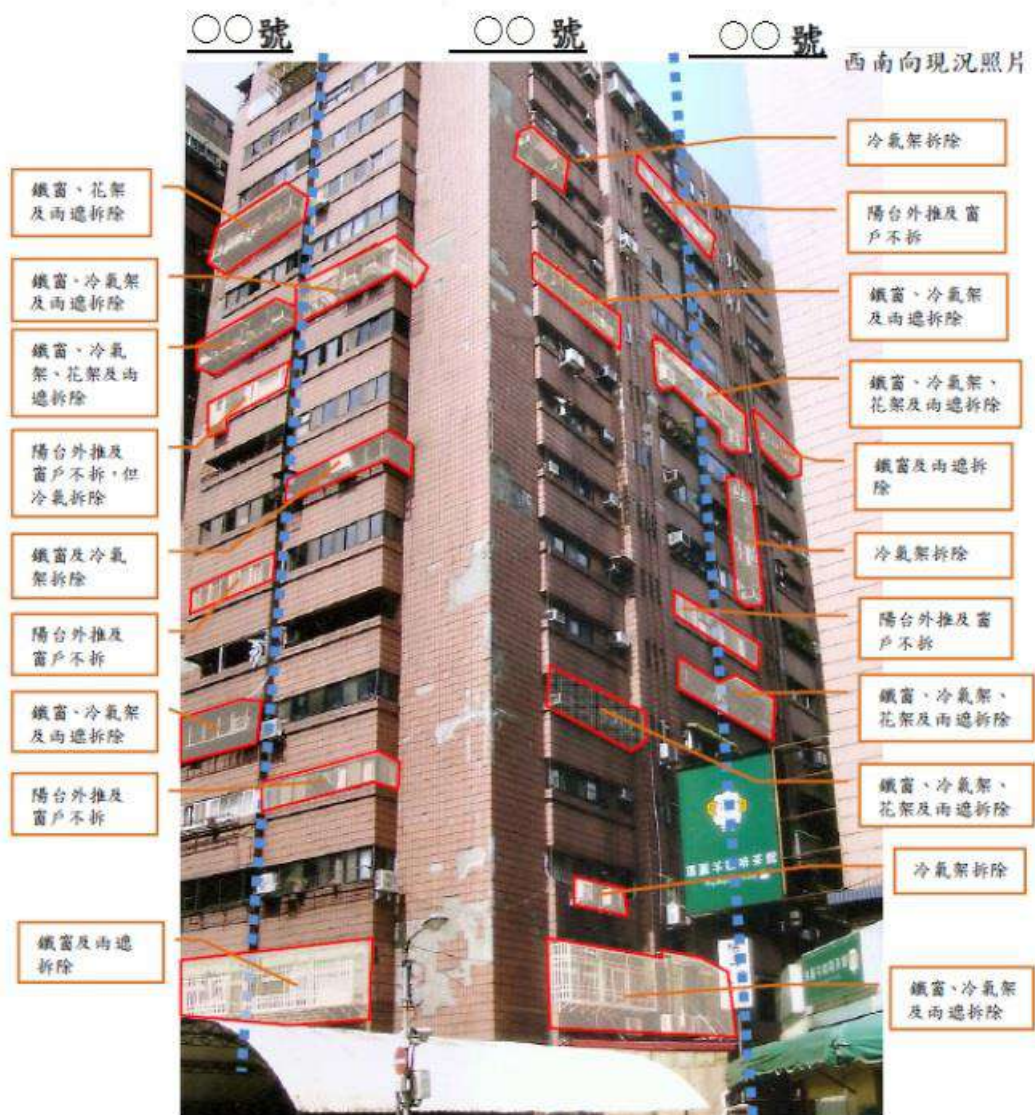 ○○號
○○ 號
○○ 號
西南向現況照片
鐵窗、花架
及雨遮拆除
鐵窗、冷氣架
及雨遮拆除
鐵窗、冷氣
架、花架及雨
遮拆除
陽台外推及
窗戶不拆，但
冷氣拆除
鐵窗及冷氣
架拆除
陽台外推及
窗戶不拆
鐵窗、冷氣架
及雨遮拆除
陽台外推及
窗戶不拆
鐵窗及雨遮
拆除
冷氣架拆除
陽台外推及窗
戶不拆
鐵窗、冷氣架
及雨遮拆除
鐵窗、冷氣架、
花架及雨遮拆除
鐵窗及雨遮拆
除
冷氣架拆除
陽台外推及窗
戶不拆
鐵窗、冷氣架、
花架及雨遮拆除
鐵窗、冷氣架、
花架及雨遮拆除
冷氣架拆除
鐵窗、冷氣架
及雨遮拆除